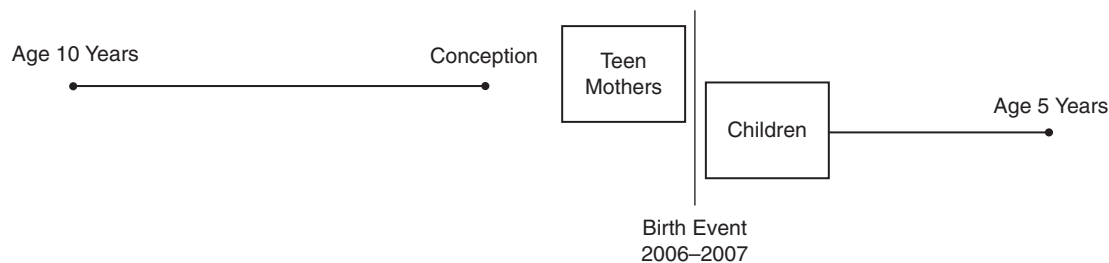 Age 10 Years
Conception
Teen
Mothers
Children
Age 5 Years
Birth Event
2006–2007